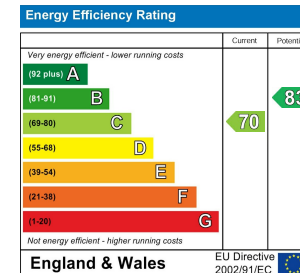 Energy Efficiency Rating
Current
Very energy efficient - lower running costs
(92 plus) A
(81-91) B
(69-80) C
70
(55-68) D
(39-54) E
(21-38) F
(1-20) G
Not energy efficient - higher running costs
England & Wales
EU Directive
2002/91/EC